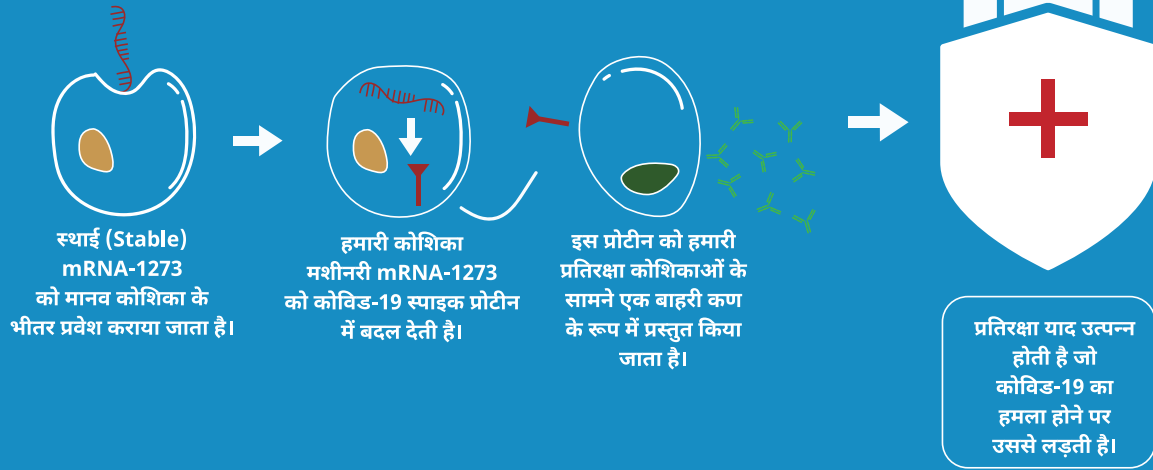 स्थाई (Stable)
mRNA-1273
को मानव कोशिका के
भीतर प्रवेश कराया जाता है।
हमारी कोशिका
मशीनरी mRNA-1273
को कोविड-19 स्पाइक प्रोटीन
में बदल देती है।
इस प्रोटीन को हमारी
प्रतिरक्षा कोशिकाओं के
सामने एक बाहरी कण
के रूप में प्रस्तुत किया
जाता है।
प्रतिरक्षा याद उत्पन्न
होती है जो
कोविड-19 का
हमला होने पर
उससे लड़ती है।